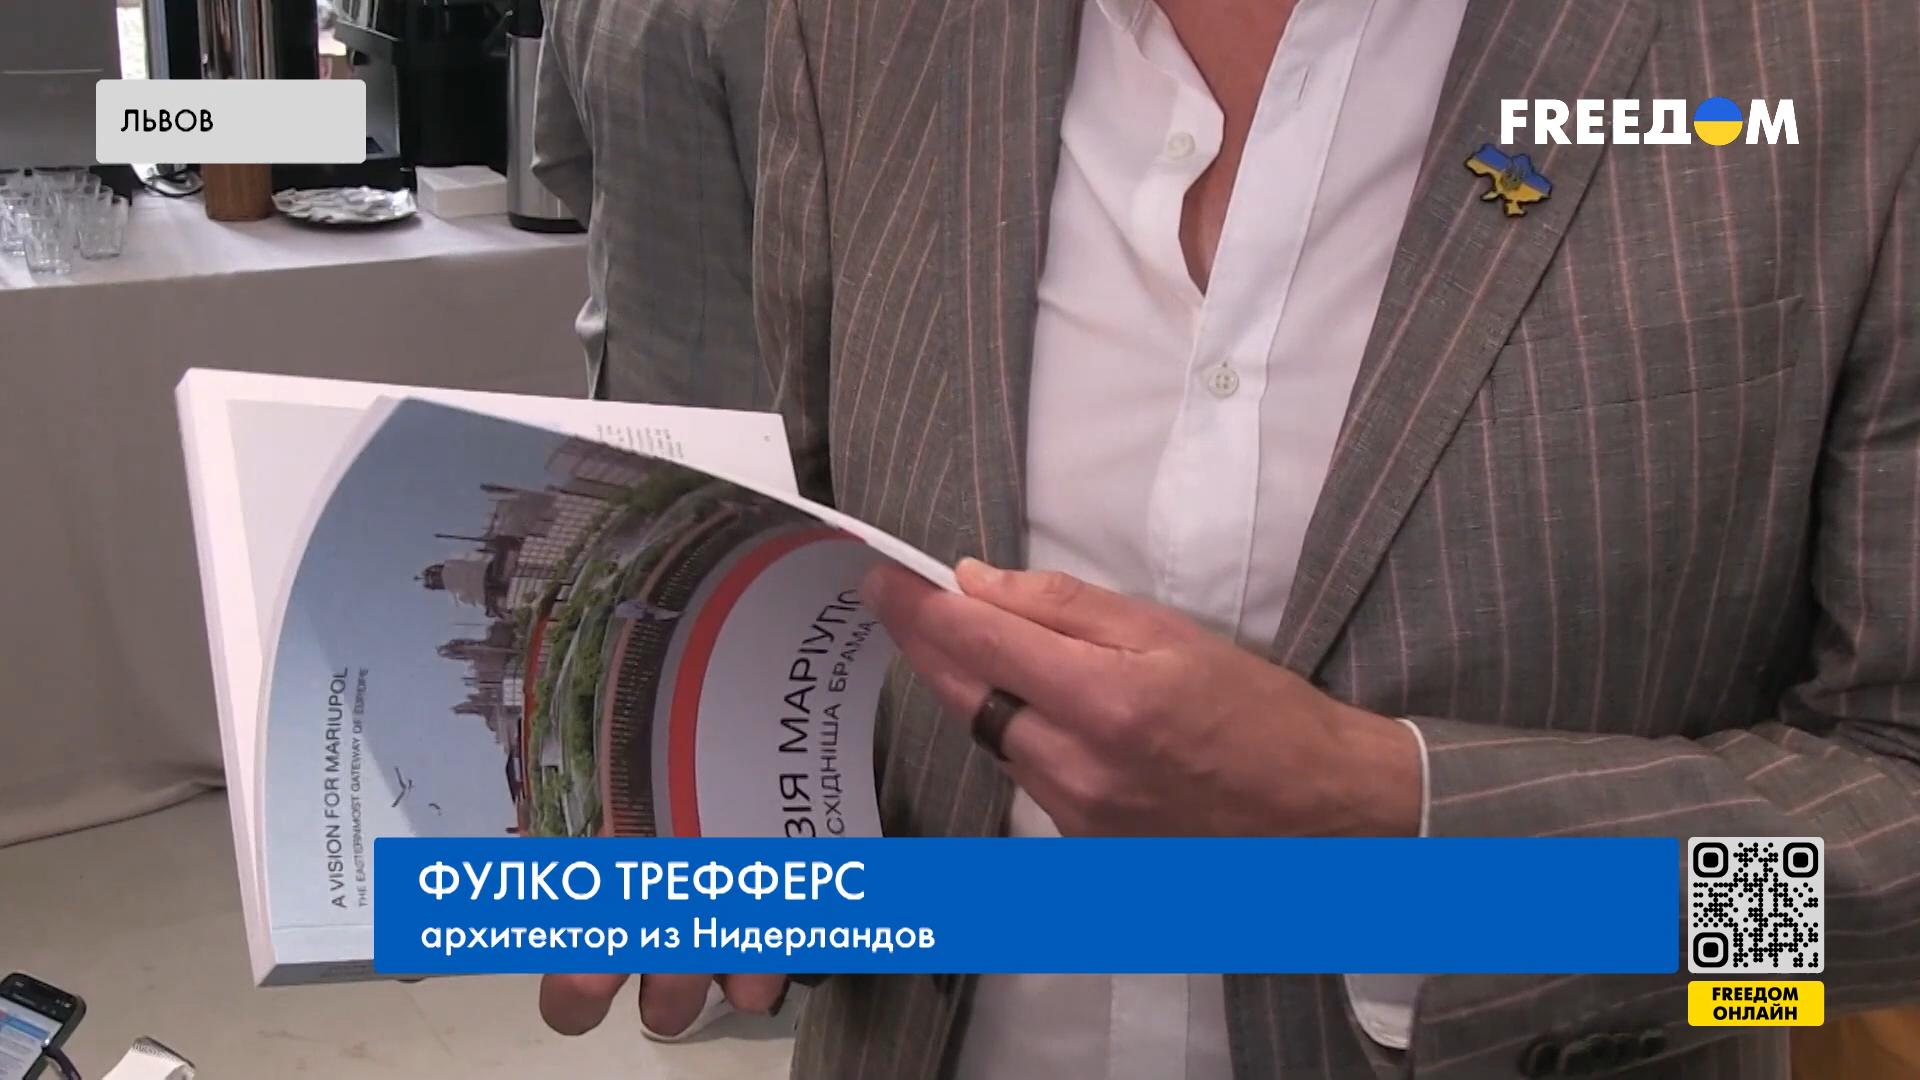 ЛЬВОВ
FREEДOM
A VISION FOR MARIUPOL
THE EASTERNMOST GATEWAY OF EUROPE
ЗІЯ МАРІУПО
СХІДНІША БРАМА
ФУЛКО ТРЕФФЕРС
архитектор из Нидерландов
FREEДOM
ОНЛАЙН